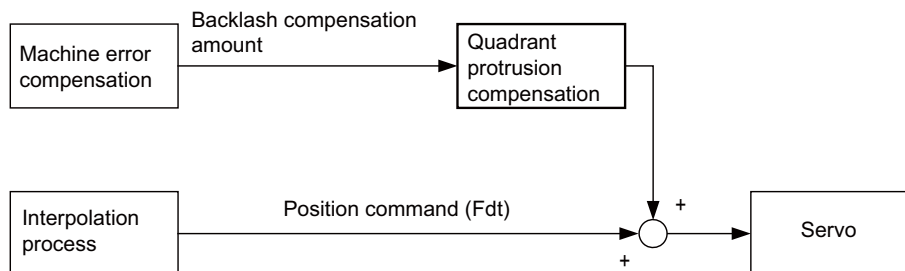 Backlash compensation
amount
Machine error
compensation
Quadrant
protrusion
compensation
+
Interpolation
process
Position command (Fdt)
+
Servo